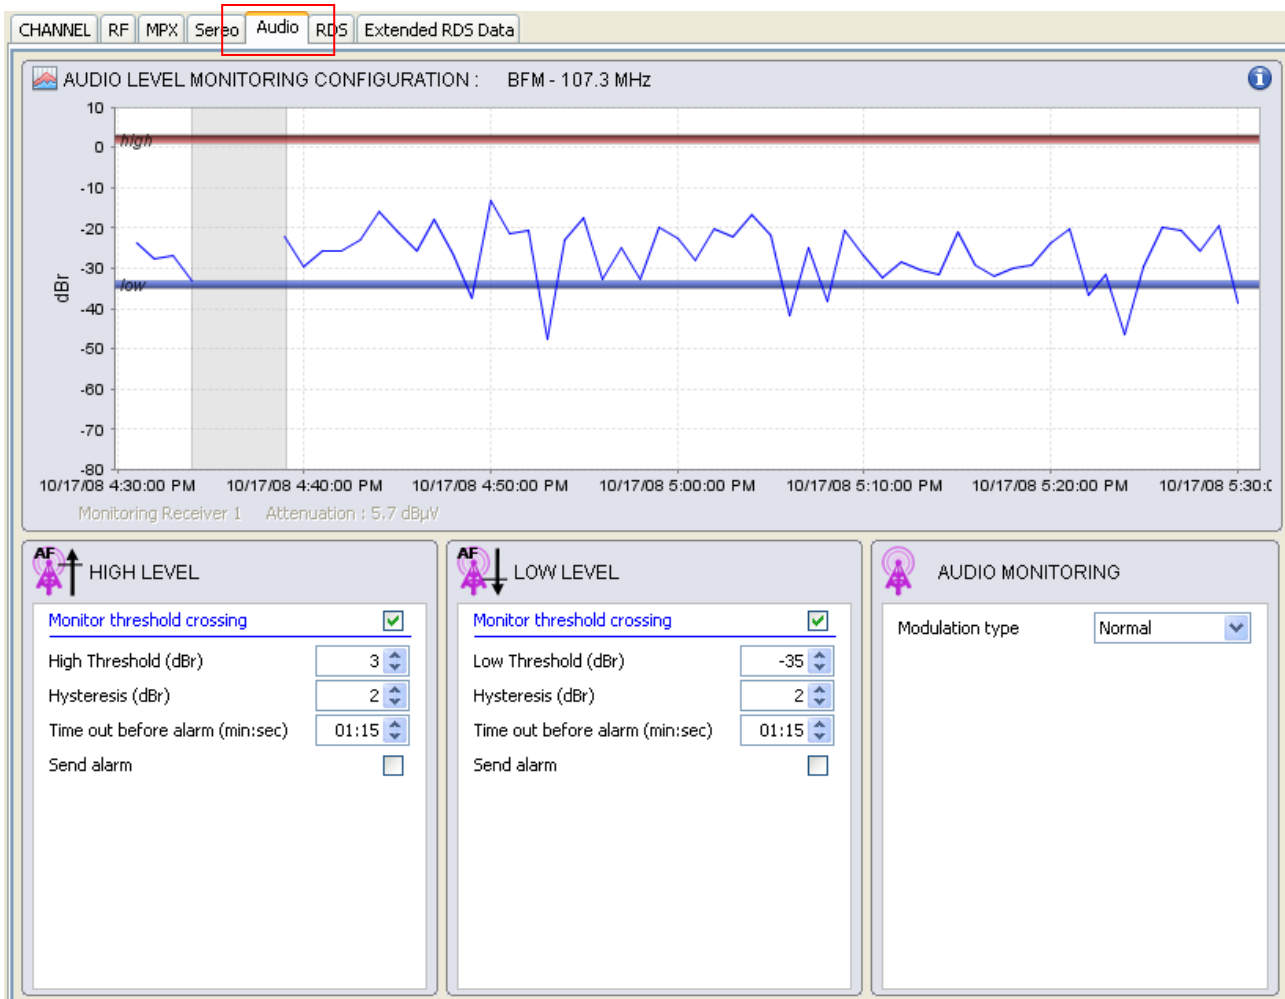 CHANNEL RF MPX Sereo Audio RDS Extended RDS Data
AUDIO LEVEL MONITORING CONFIGURATION : BFM - 107.3 MHz
10
high
0
-10
-20
-30
low
dBr
-40
-50
-60
-70
-80
10/17/08 4:30:00 PM 10/17/08 4:40:00 PM 10/17/08 4:50:00 PM 10/17/08 5:00:00 PM 10/17/08 5:10:00 PM 10/17/08 5:20:00 PM 10/17/08 5:30:0
Monitoring Receiver 1 Attenuation : 5.7 dBµV
AF HIGH LEVEL
Monitor threshold crossing
High Threshold (dBr) 3
Hysteresis (dBr) 2
Time out before alarm (min:sec) 01:15
Send alarm
AF LOW LEVEL
Monitor threshold crossing
Low Threshold (dBr) -35
Hysteresis (dBr) 2
Time out before alarm (min:sec) 01:15
Send alarm
AUDIO MONITORING
Modulation type Normal